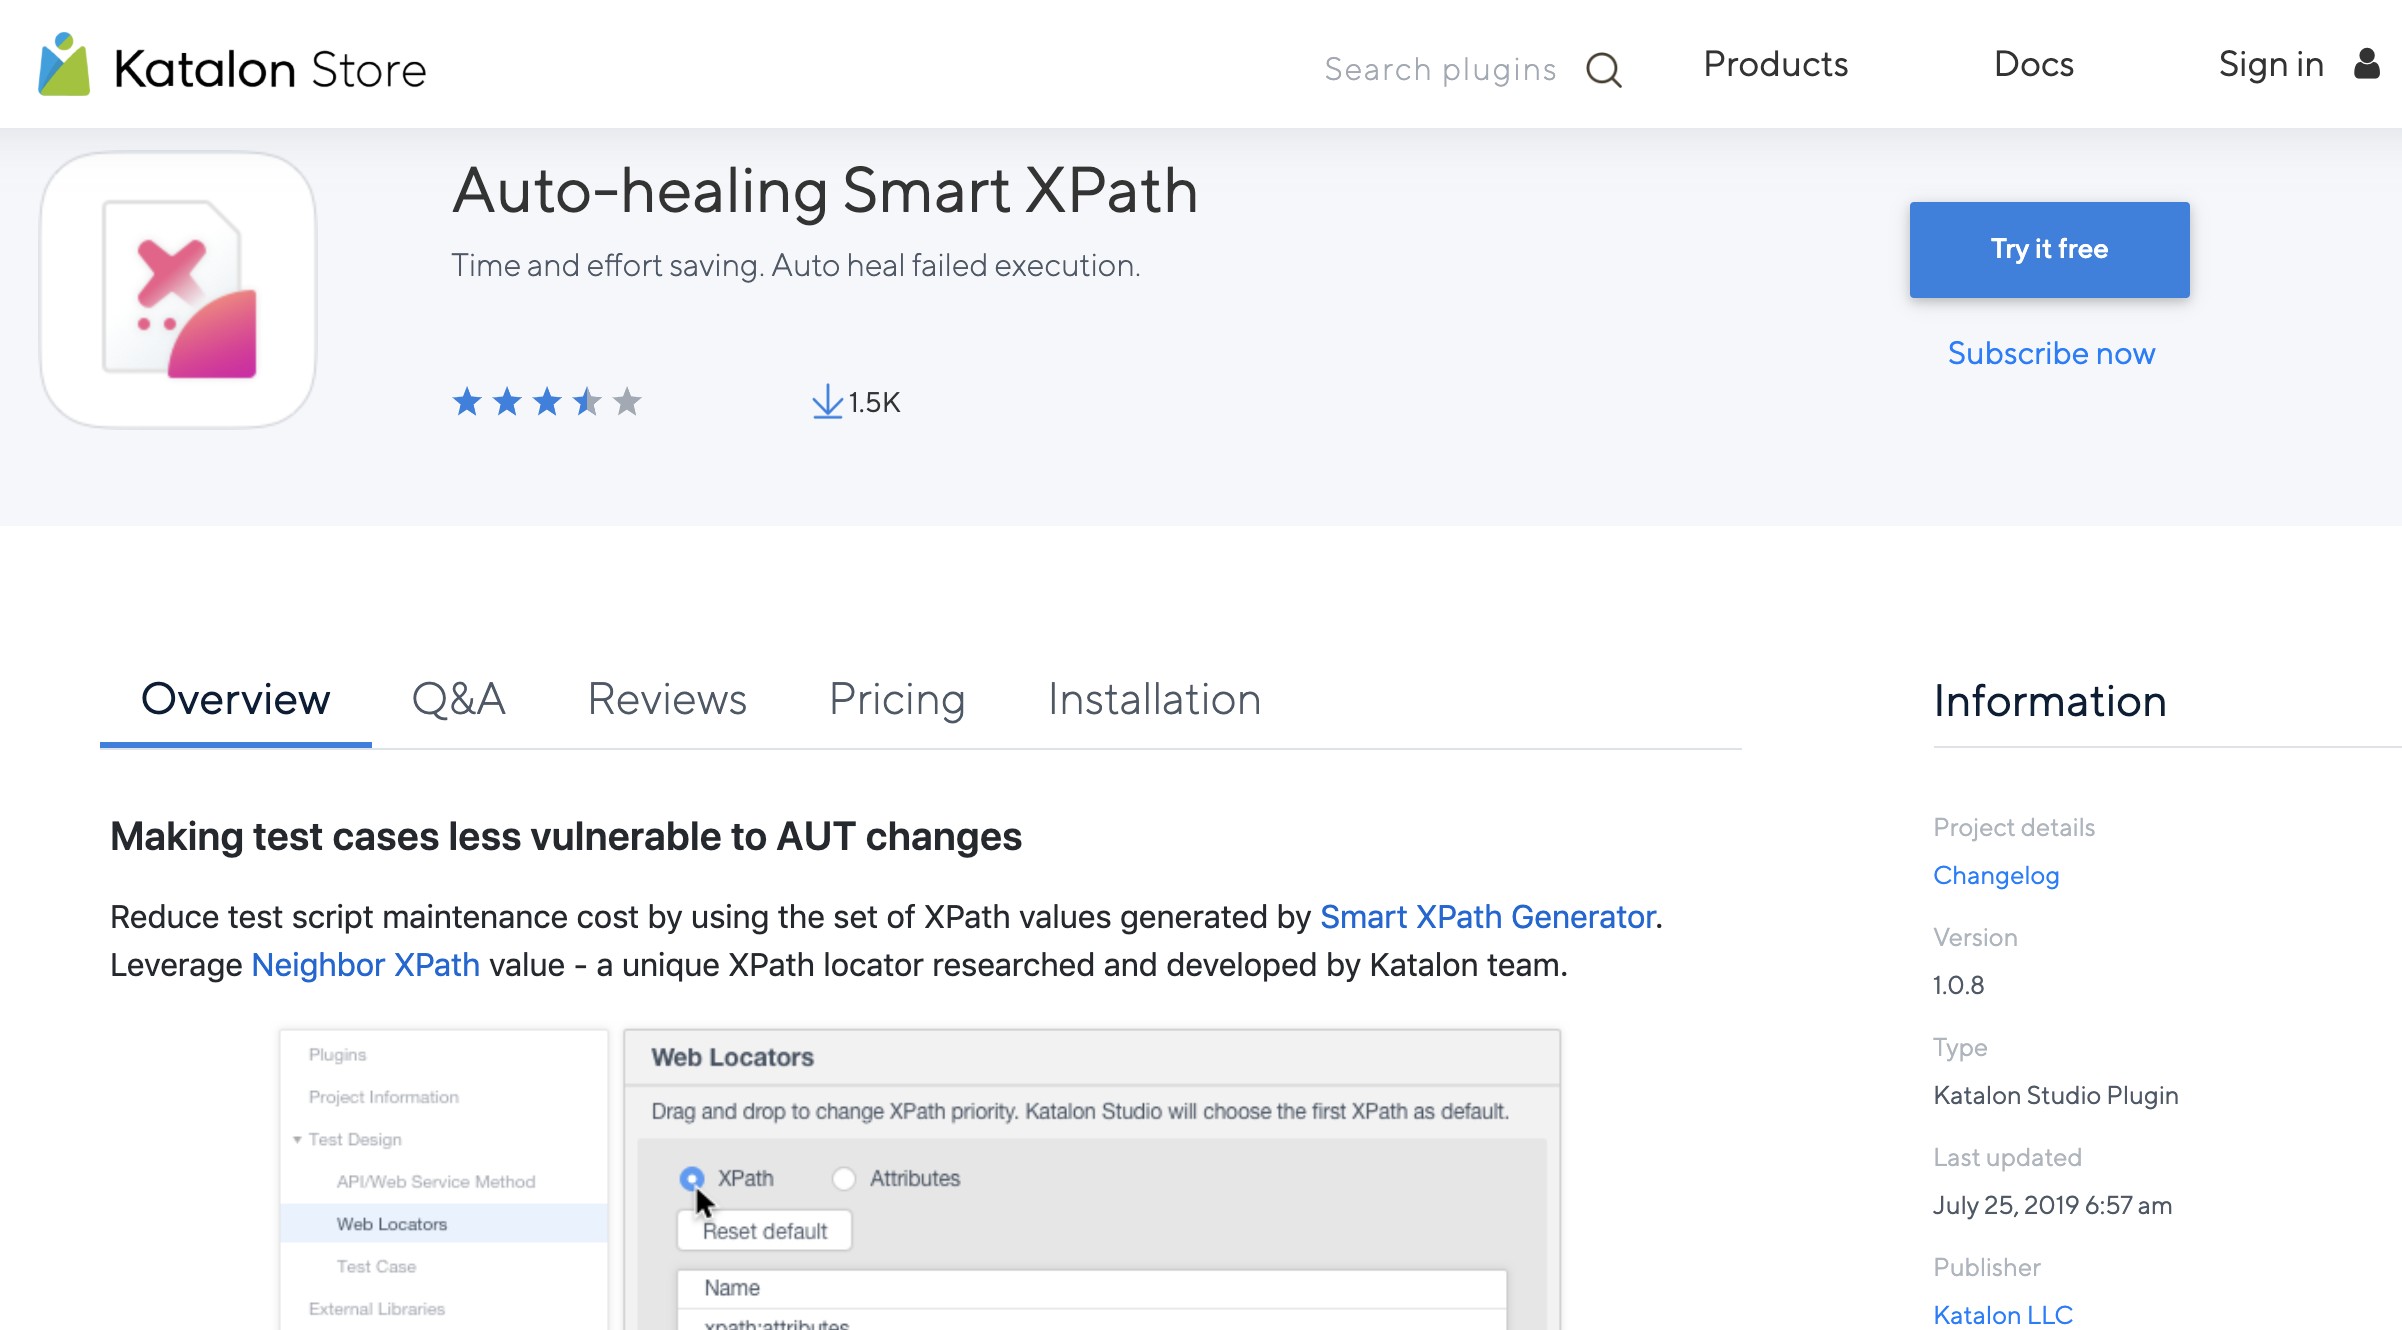 Katalon Store
Search plugins
Products
Docs
Sign in
Auto-healing Smart XPath
Time and effort saving. Auto heal failed execution.
Try it free
Subscribe now
1.5K
Overview
Q&A
Reviews
Pricing
Installation
Making test cases less vulnerable to AUT changes
Reduce test script maintenance cost by using the set of XPath values generated by Smart XPath Generator.
Leverage Neighbor XPath value - a unique XPath locator researched and developed by Katalon team.
Plugins
Project Information
Test Design
API/Web Service Method
Web Locators
Test Case
External Libraries
Web Locators
Drag and drop to change XPath priority. Katalon Studio will choose the first XPath as default.
XPath
Attributes
Reset default
Name
xpath:attributes
Information
Project details
Changelog
Version
1.0.8
Type
Katalon Studio Plugin
Last updated
July 25, 2019 6:57 am
Publisher
Katalon LLC